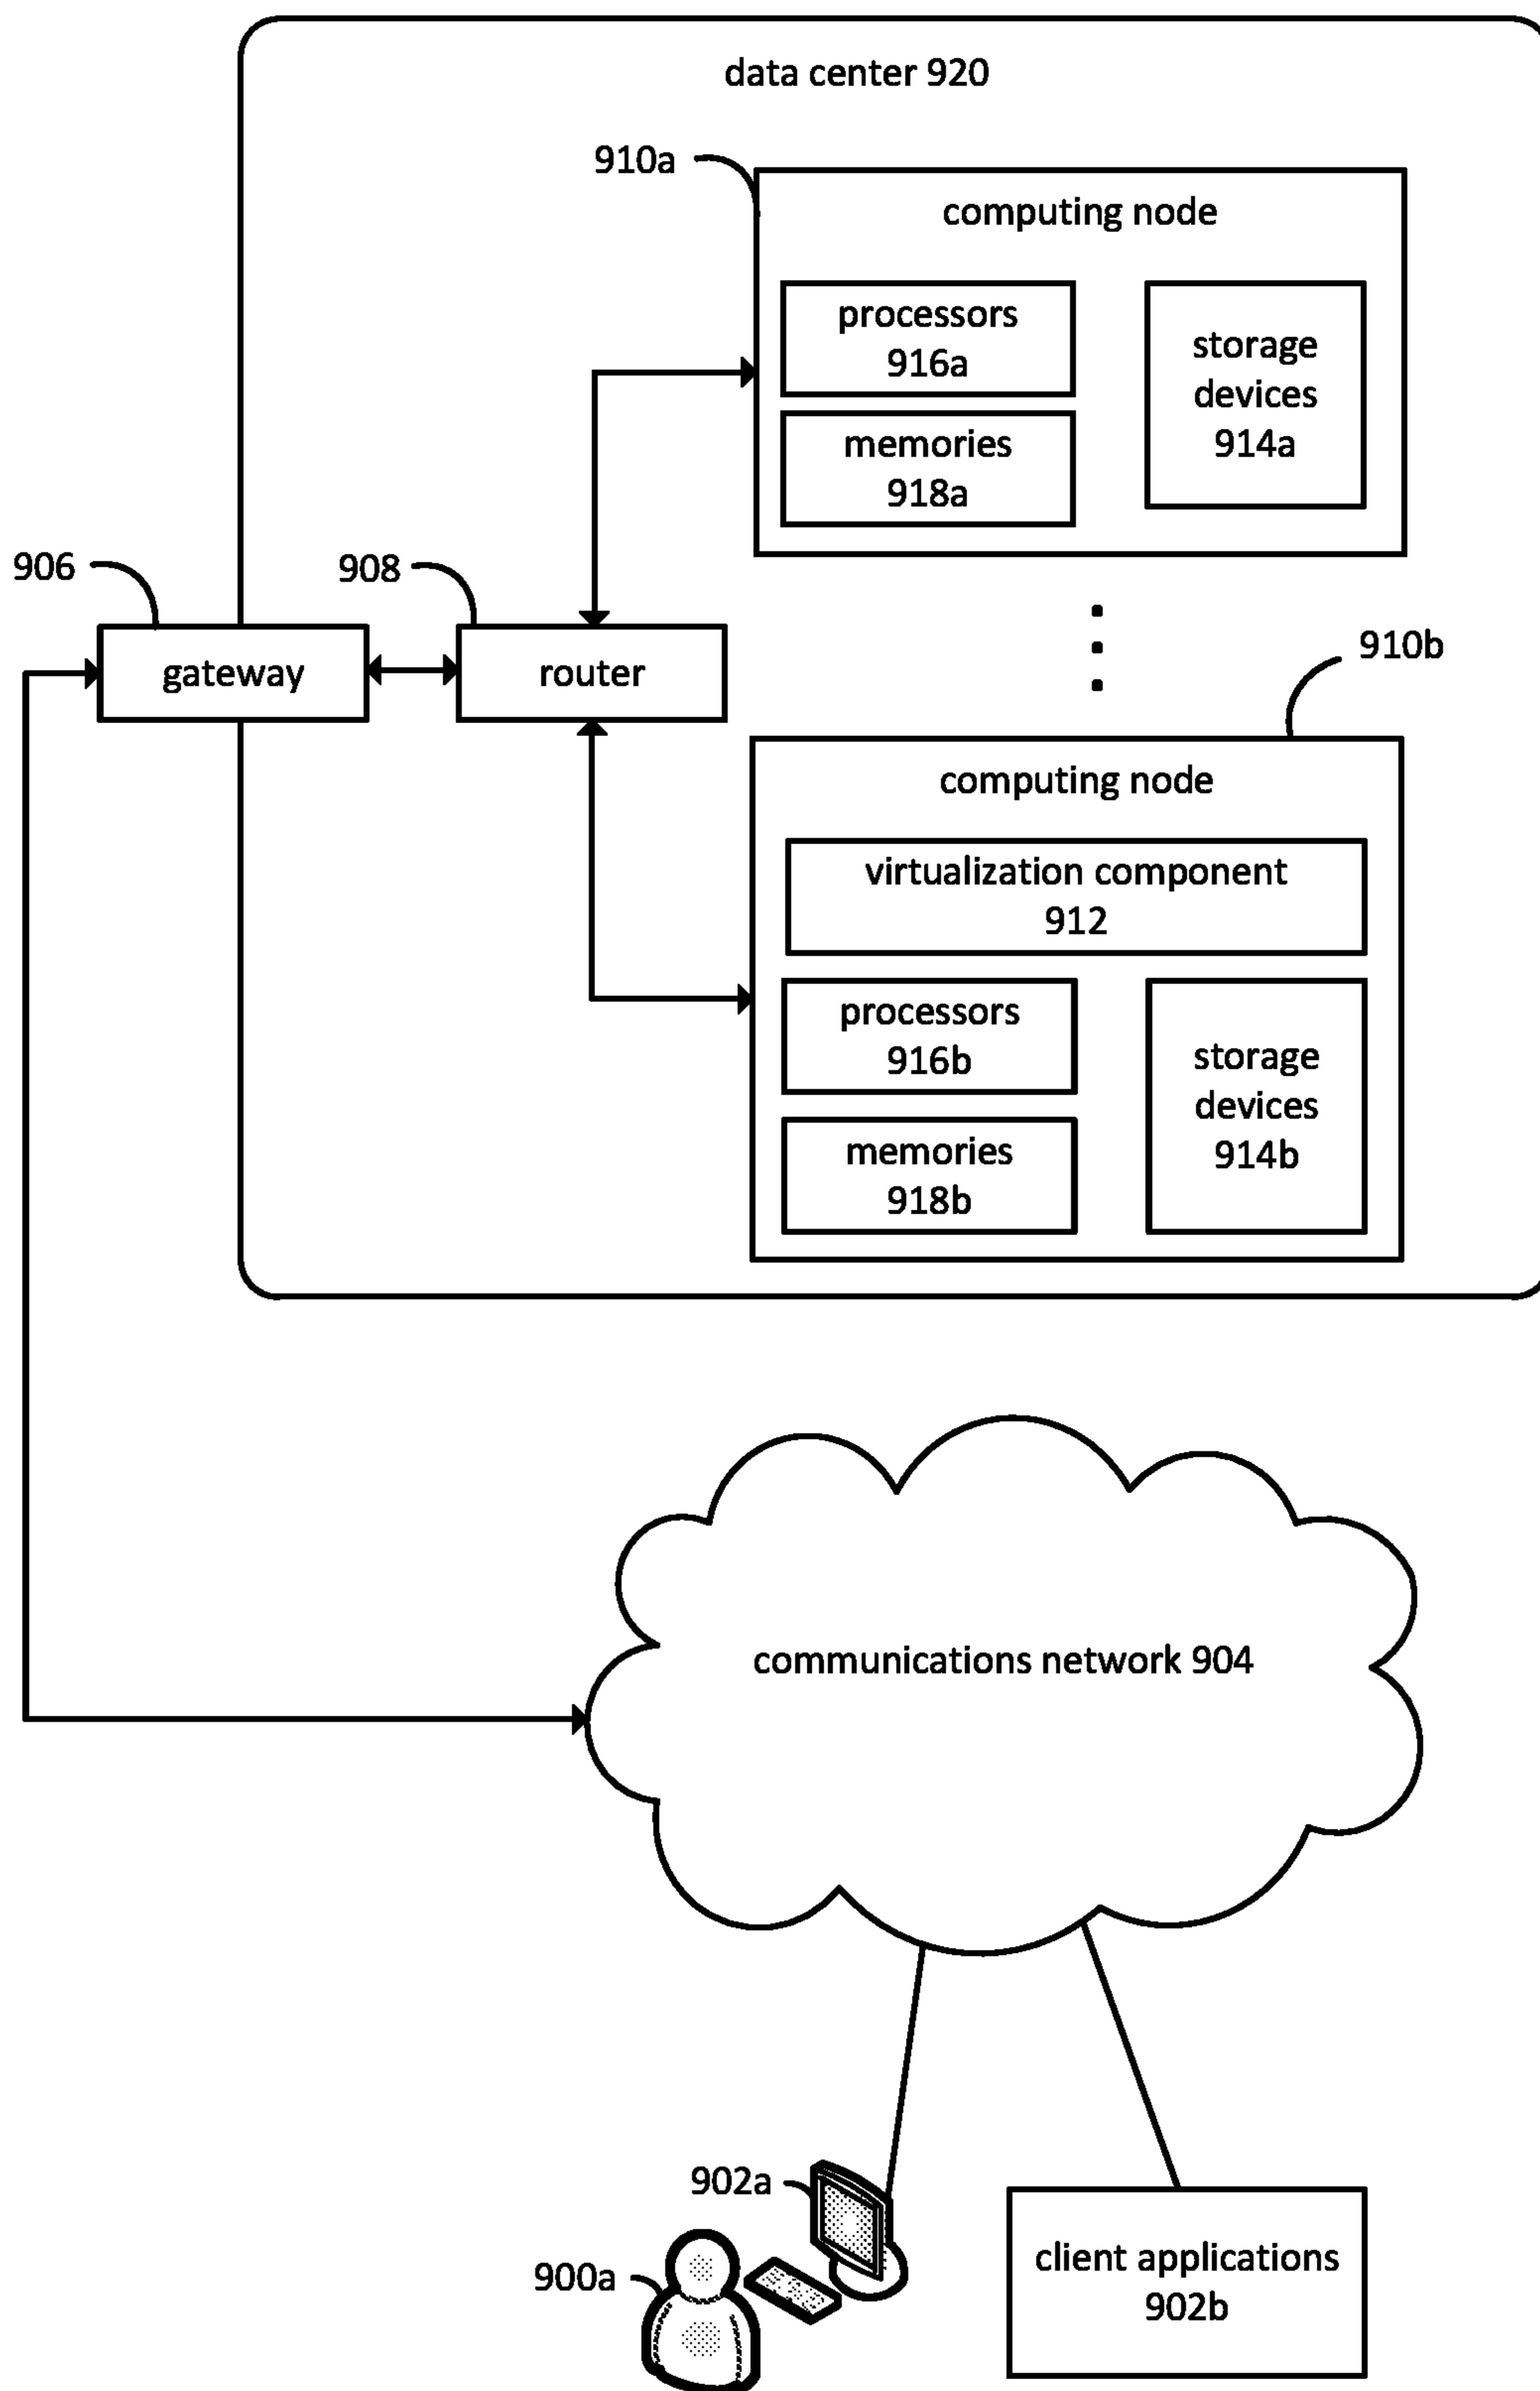 data center 920
910a
computing node
processors
916a
memories
918a
storage
devices
914a
906
908
gateway
router
910b
computing node
virtualization component
912
processors
916b
memories
918b
storage
devices
914b
communications network 904
902a
900a
client applications
902b